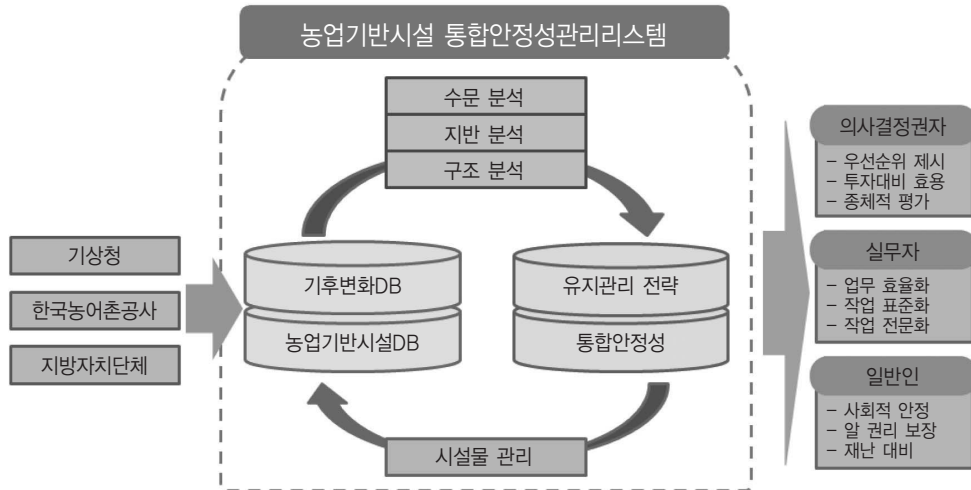 농업기반시설 통합안정성관리리스템
수문 분석
지반 분석
구조 분석
기상청
한국농어촌공사
지방자치단체
기후변화DB
농업기반시설DB
유지관리 전략
통합안정성
시설물 관리
의사결정권자
- 우선순위 제시
- 투자대비 효용
- 종체적 평가
실무자
- 업무 효율화
- 작업 표준화
- 작업 전문화
일반인
- 사회적 안정
- 알 권리 보장
- 재난 대비